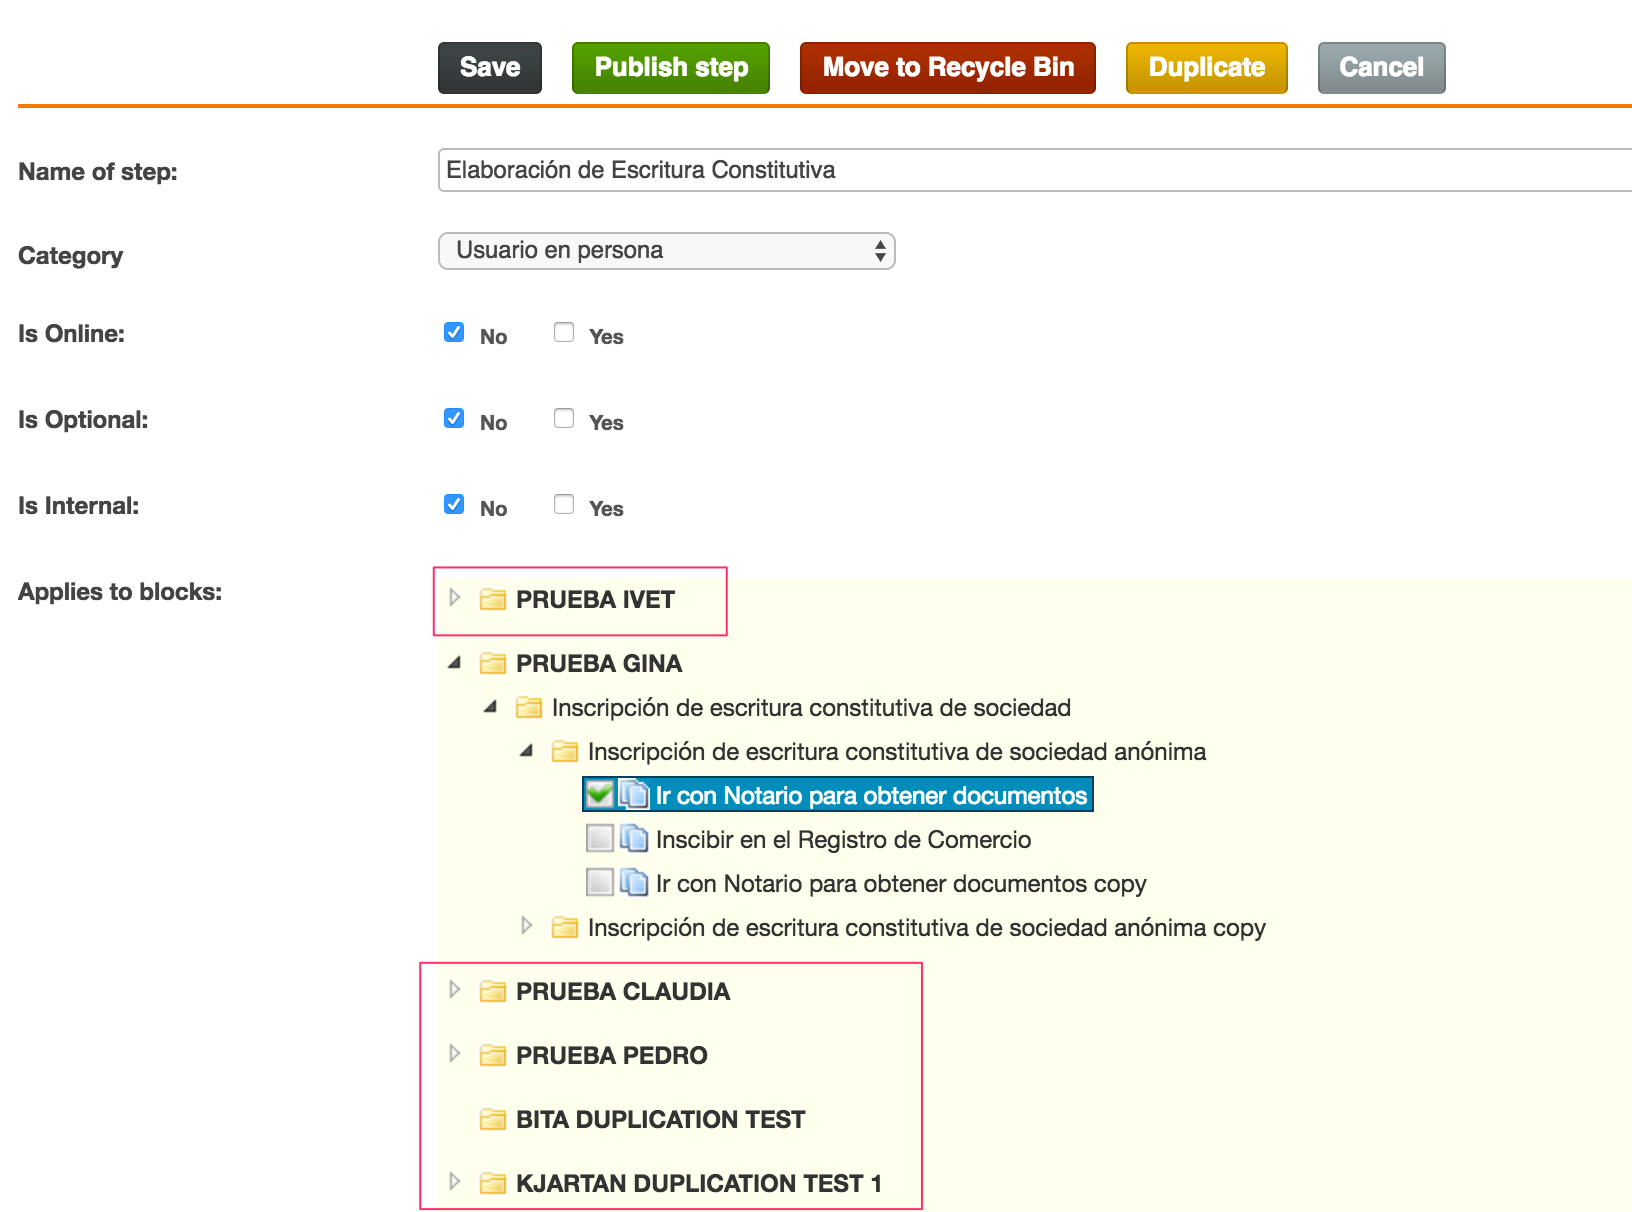 Save Publish step Move to Recycle Bin Duplicate Cancel
Name of step: Elaboración de Escritura Constitutiva
Category Usuario en persona
Is Online: No Yes
Is Optional: No Yes
Is Internal: No Yes
Applies to blocks: PRUEBA IVET
PRUEBA GINA
Inscripción de escritura constitutiva de sociedad
Inscripción de escritura constitutiva de sociedad anónima
Ir con Notario para obtener documentos
Inscibir en el Registro de Comercio
Ir con Notario para obtener documentos copy
Inscripción de escritura constitutiva de sociedad anónima copy
PRUEBA CLAUDIA
PRUEBA PEDRO
BITA DUPLICATION TEST
KJARTAN DUPLICATION TEST 1